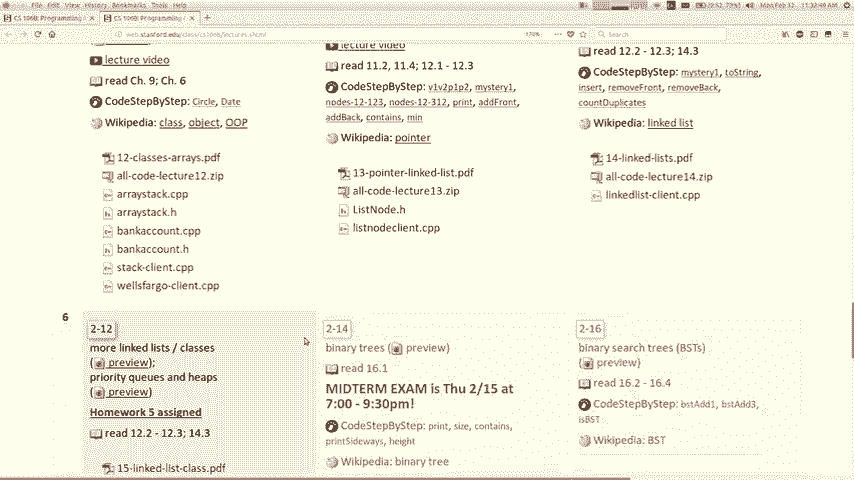 File Edit View History Bookmarks Tools Help
Mon Feb 12 11:32:49 AM
CS 106B: Programming
CS 106B: Programming
web.stanford.edu/class/cs106b/lectures.shtml
170%
Search
lecture video
read Ch. 9; Ch. 6
CodeStepByStep: Circle, Date
Wikipedia: class, object, OOP
12-classes-arrays.pdf
all-code-lecture12.zip
arraystack.cpp
arraystack.h
bankaccount.cpp
bankaccount.h
stack-client.cpp
wellsfargo-client.cpp
lecture video
read 11.2, 11.4; 12.1 - 12.3
CodeStepByStep: v1v2p1p2, mystery1,
nodes-12-123, nodes-12-312, print, addFront,
addBack, contains, min
Wikipedia: pointer
13-pointer-linked-list.pdf
all-code-lecture13.zip
ListNode.h
listnodeclient.cpp
read 12.2 - 12.3; 14.3
CodeStepByStep: mystery1, toString,
insert, removeFront, removeBack,
countDuplicates
Wikipedia: linked list
14-linked-lists.pdf
all-code-lecture14.zip
linkedlist-client.cpp
6
2-12
more linked lists / classes
(preview);
priority queues and heaps
(preview)
Homework 5 assigned
read 12.2 - 12.3; 14.3
15-linked-list-class.pdf
2-14
binary trees (preview)
read 16.1
MIDTERM EXAM is Thu 2/15 at
7:00 - 9:30pm!
CodeStepByStep: print, size, contains,
printSideways, height
Wikipedia: binary tree
2-16
binary search trees (BSTs)
(preview)
read 16.2 - 16.4
CodeStepByStep: bstAdd1, bstAdd3,
isBST
Wikipedia: BST